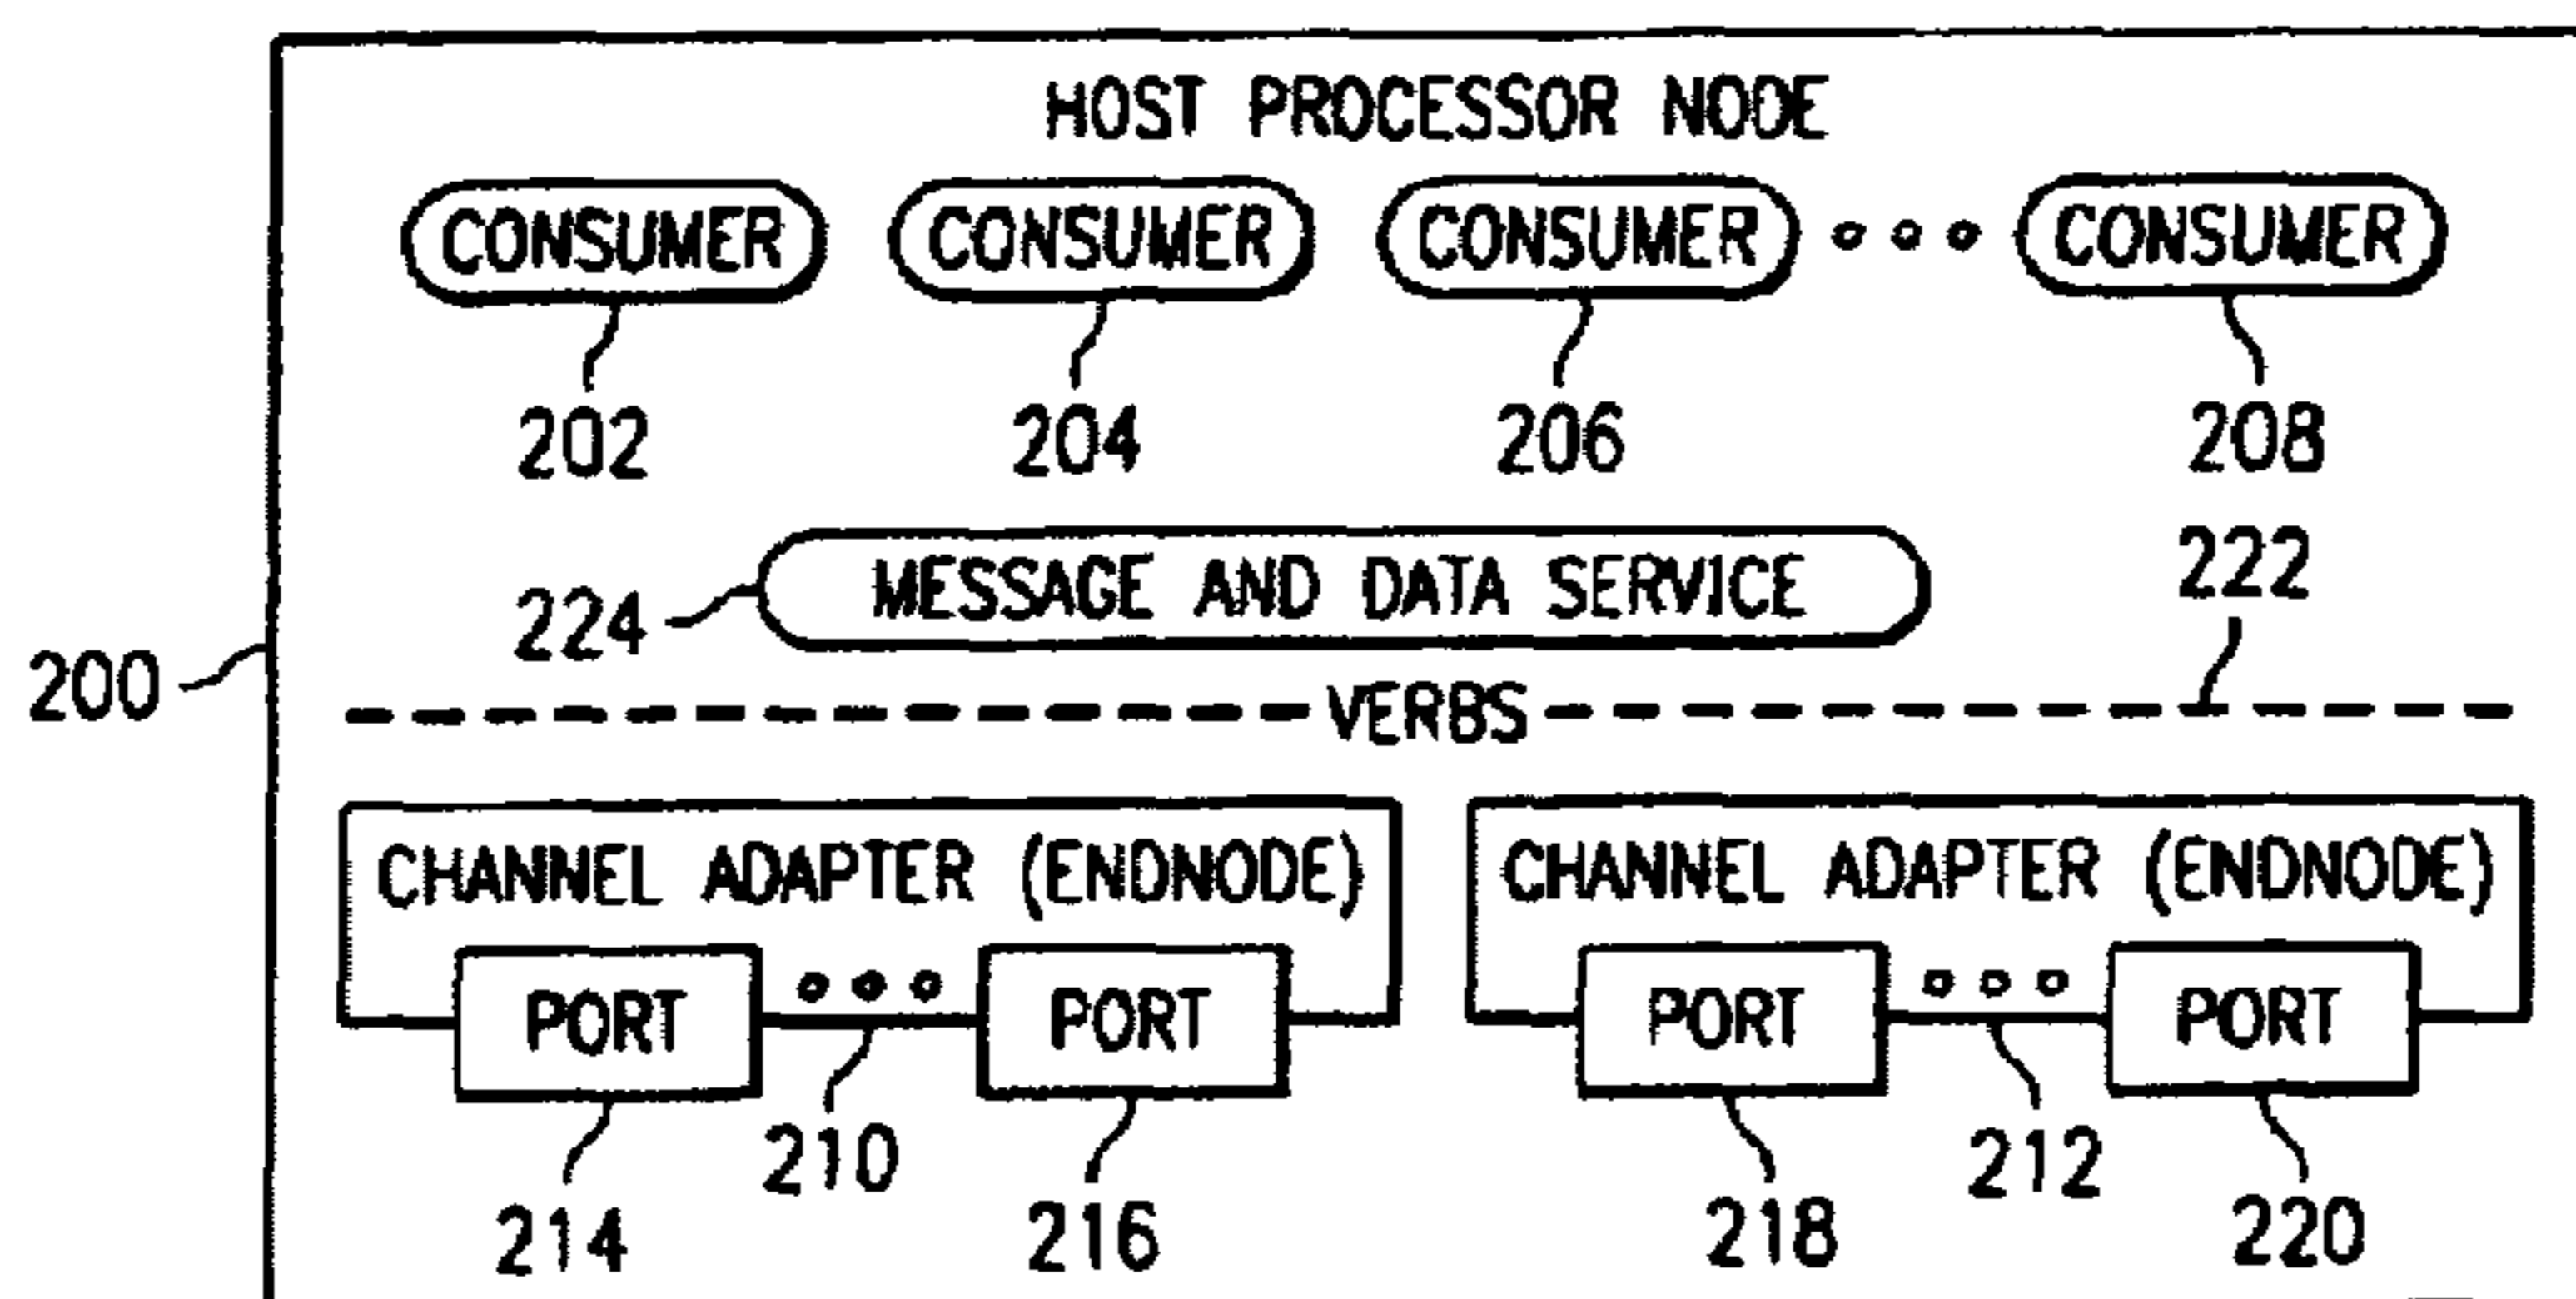 HOST PROCESSOR NODE
CONSUMER CONSUMER CONSUMER CONSUMER
202 204 206 208
222
MESSAGE AND DATA SERVICE
224
200
VERBS
CHANNEL ADAPTER (ENDNODE) CHANNEL ADAPTER (ENDNODE)
PORT PORT PORT PORT
210 212
214 216 218 220